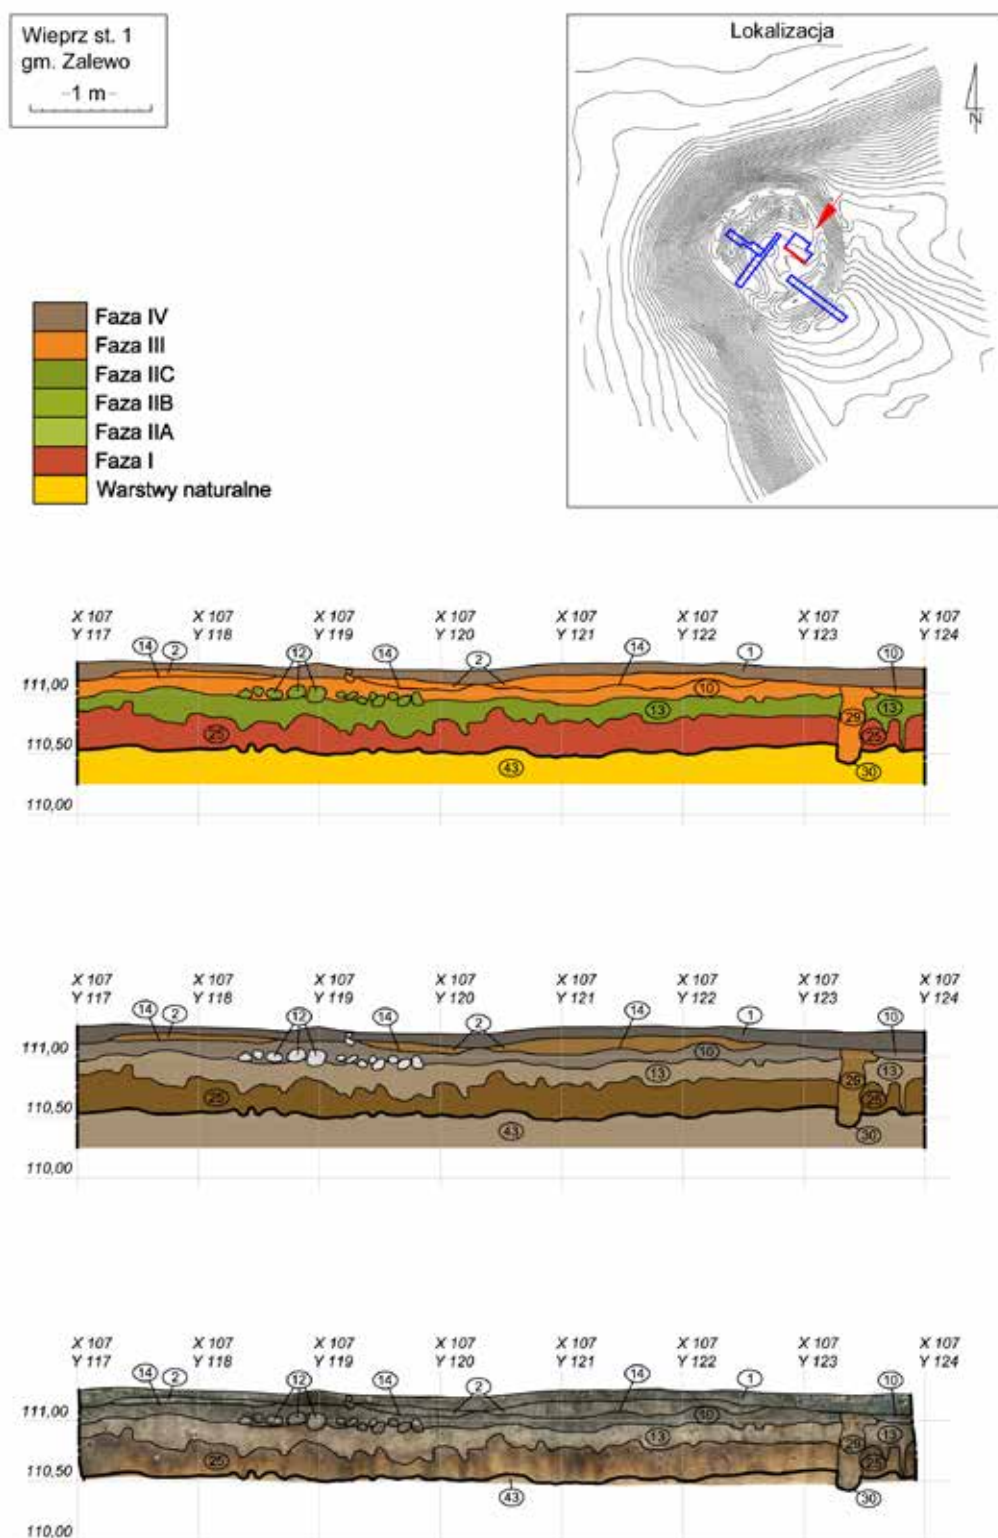 Wieprz st. 1
gm. Zalewo
-1 m-
Lokalizacja
N
Faza IV
Faza III
Faza IIC
Faza IIB
Faza IIA
Faza I
Warstwy naturalne
X 107 X 107 X 107 X 107 X 107 X 107 X 107 X 107
Y 117 Y 118 Y 119 Y 120 Y 121 Y 122 Y 123 Y 124
14 2 12 14 2 14 1 10
111,00
10
13 13
29
110,50
25 25
43 30
110,00
X 107 X 107 X 107 X 107 X 107 X 107 X 107 X 107
Y 117 Y 118 Y 119 Y 120 Y 121 Y 122 Y 123 Y 124
14 2 12 14 2 14 1 10
111,00
10
13 13
29
110,50
25 25
43 30
110,00
X 107 X 107 X 107 X 107 X 107 X 107 X 107 X 107
Y 117 Y 118 Y 119 Y 120 Y 121 Y 122 Y 123 Y 124
14 2 12 14 2 14 1 10
111,00
10
13 13
29
110,50
25 25
43 30
110,00